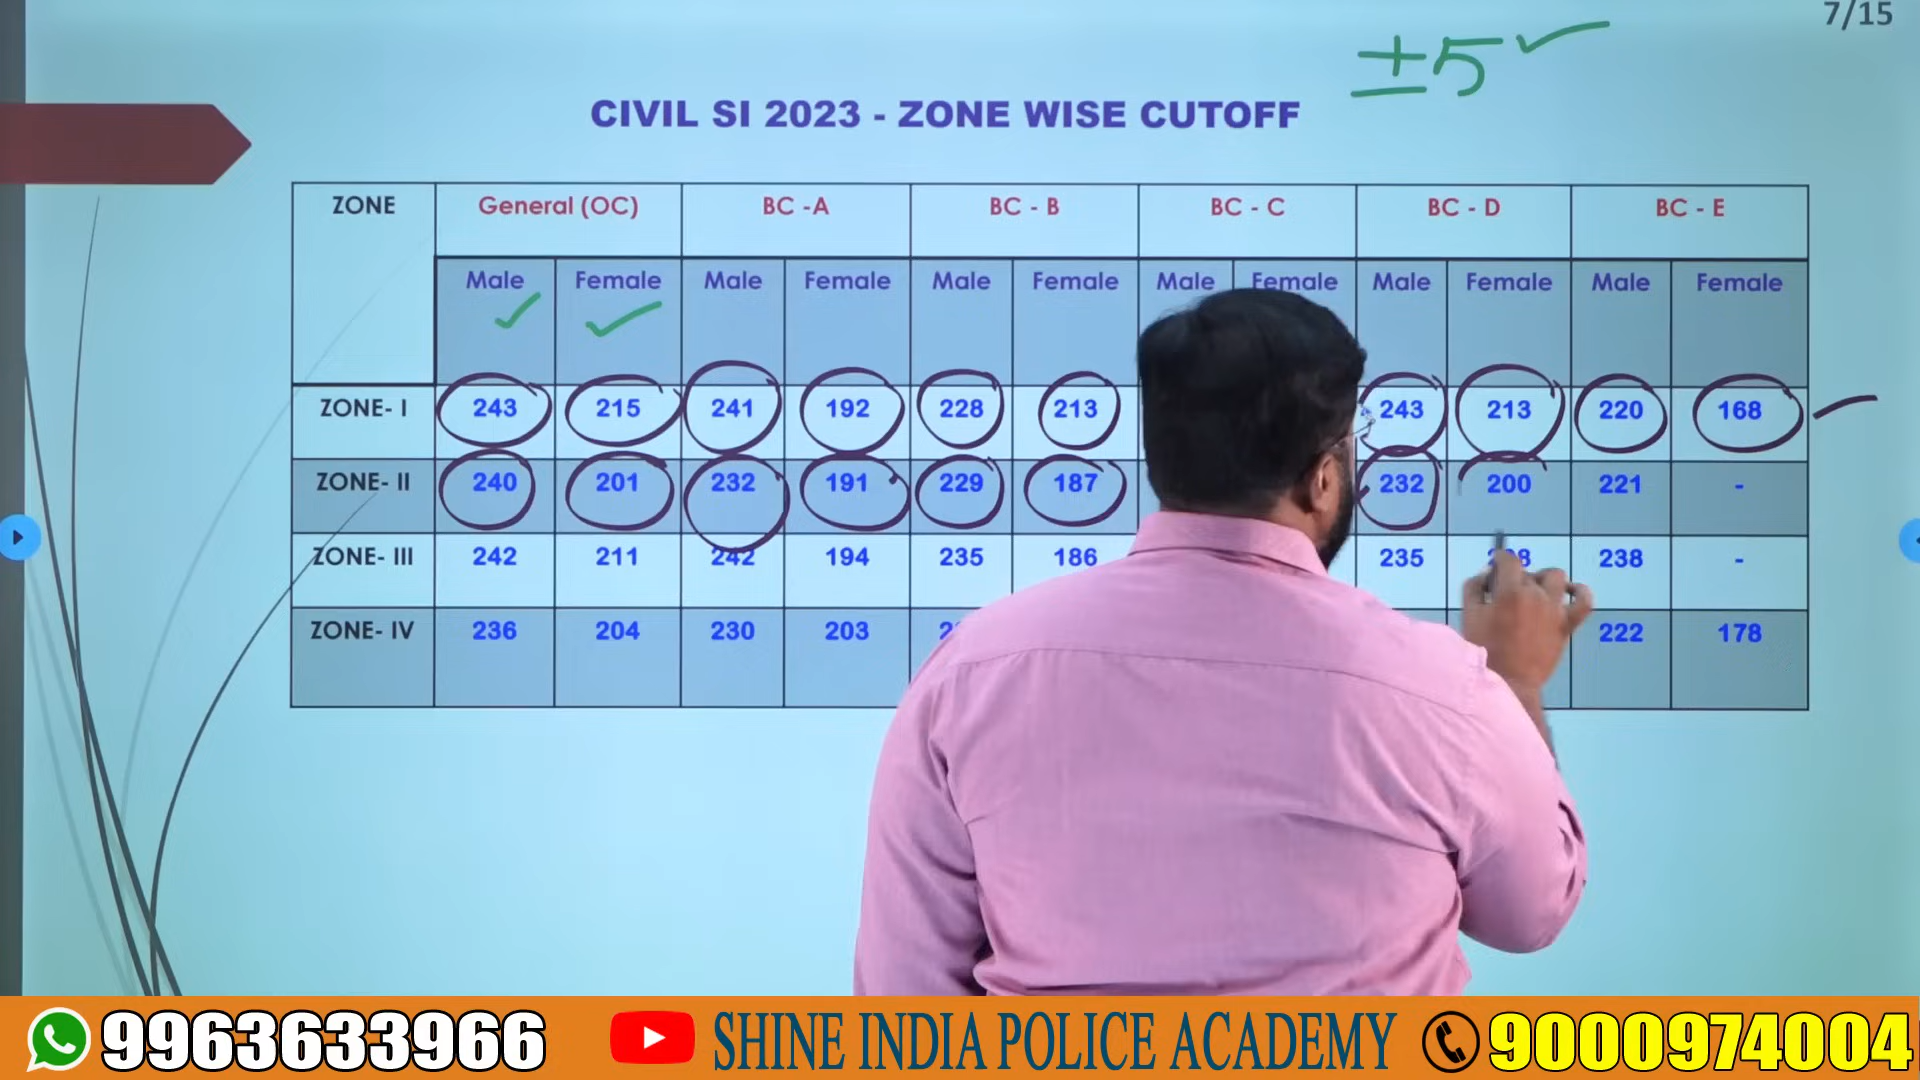 7/15
±5
CIVIL SI 2023 - ZONE WISE CUTOFF
ZONE General (OC) BC -A BC - B BC - C BC - D BC - E
Male Female Male Female Male Female Male Female Male Female Male Female
ZONE- I 243 215 241 192 228 213 243 213 220 168
ZONE- II 240 201 232 191 229 187 232 200 221 -
ZONE- III 242 211 242 194 235 186 235 238 -
ZONE- IV 236 204 230 203 222 178
9963633966 SHINE INDIA POLICE ACADEMY 9000974004